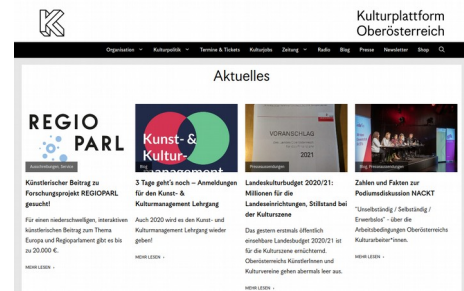 Kulturplattform
Oberösterreich
Organisation Kulturpolitik Termine & Tickets Kulturjobs Zeitung Radio Blog Presse Newsletter Shop
Aktuelles
REGIO
PARL
Ausschreibungen, Service
Künstlerischer Beitrag zu
Forschungsprojekt REGIOPARL
gesucht!
Für einen niederschwelligen, interaktiven
künstlerischen Beitrag zum Thema
Europa und Regioparlament gibt es bis
zu 20.000 €.
MEHR LESEN ›
Kunst- &
Kultur-
management
Blog
3 Tage geht's noch – Anmeldungen
für den Kunst- &
Kulturmanagement Lehrgang
Auch 2020 wird es den Kunst- und
Kulturmanagement Lehrgang wieder
geben!
MEHR LESEN ›
VORANSCHLAG
2021
Presseaussendungen
Landeskulturbudget 2020/21:
Millionen für die
Landeseinrichtungen, Stillstand bei
der Kulturszene
Das gestern erstmals öffentlich
einsehbare Landesbudget 2020/21 ist
für die Kulturszene ernüchternd.
Oberösterreichs KünstlerInnen und
Kulturvereine gehen abermals leer aus.
MEHR LESEN ›
Blog, Presseaussendungen
Zahlen und Fakten zur
Podiumsdiskussion NACKT
"Unselbständig / Selbständig /
Erwerbslos" - über die
Arbeitsbedingungen Oberösterreichs
Kulturarbeiter*innen.
MEHR LESEN ›